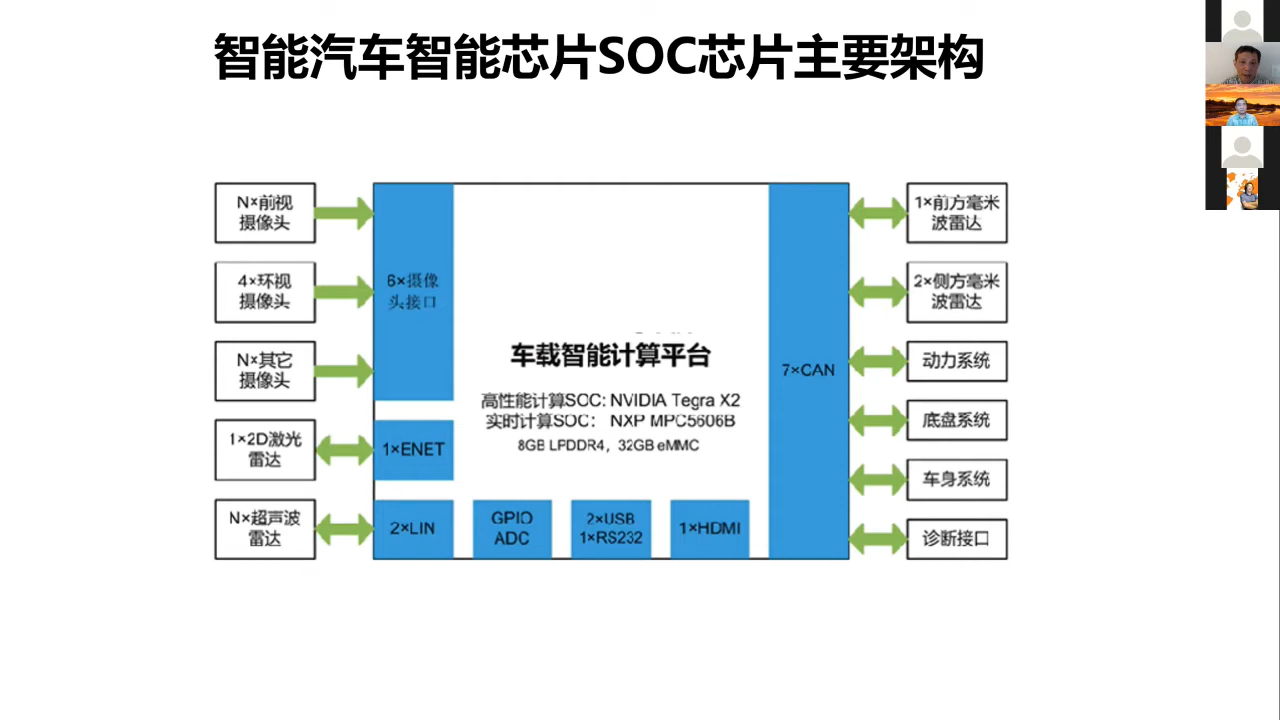 智能汽车智能芯片SOC芯片主要架构
N×前视
摄像头
4×环视
摄像头
N×其它
摄像头
1×2D激光
雷达
N×超声波
雷达
6×摄像
头接口
1×ENET
2×LIN
车载智能计算平台
高性能计算SOC: NVIDIA Tegra X2
实时计算SOC： NXP MPC5606B
8GB LPDDR4，32GB eMMC
GPIO
ADC
2×USB
1×RS232
1×HDMI
7×CAN
1×前方毫米
波雷达
2×侧方毫米
波雷达
动力系统
底盘系统
车身系统
诊断接口